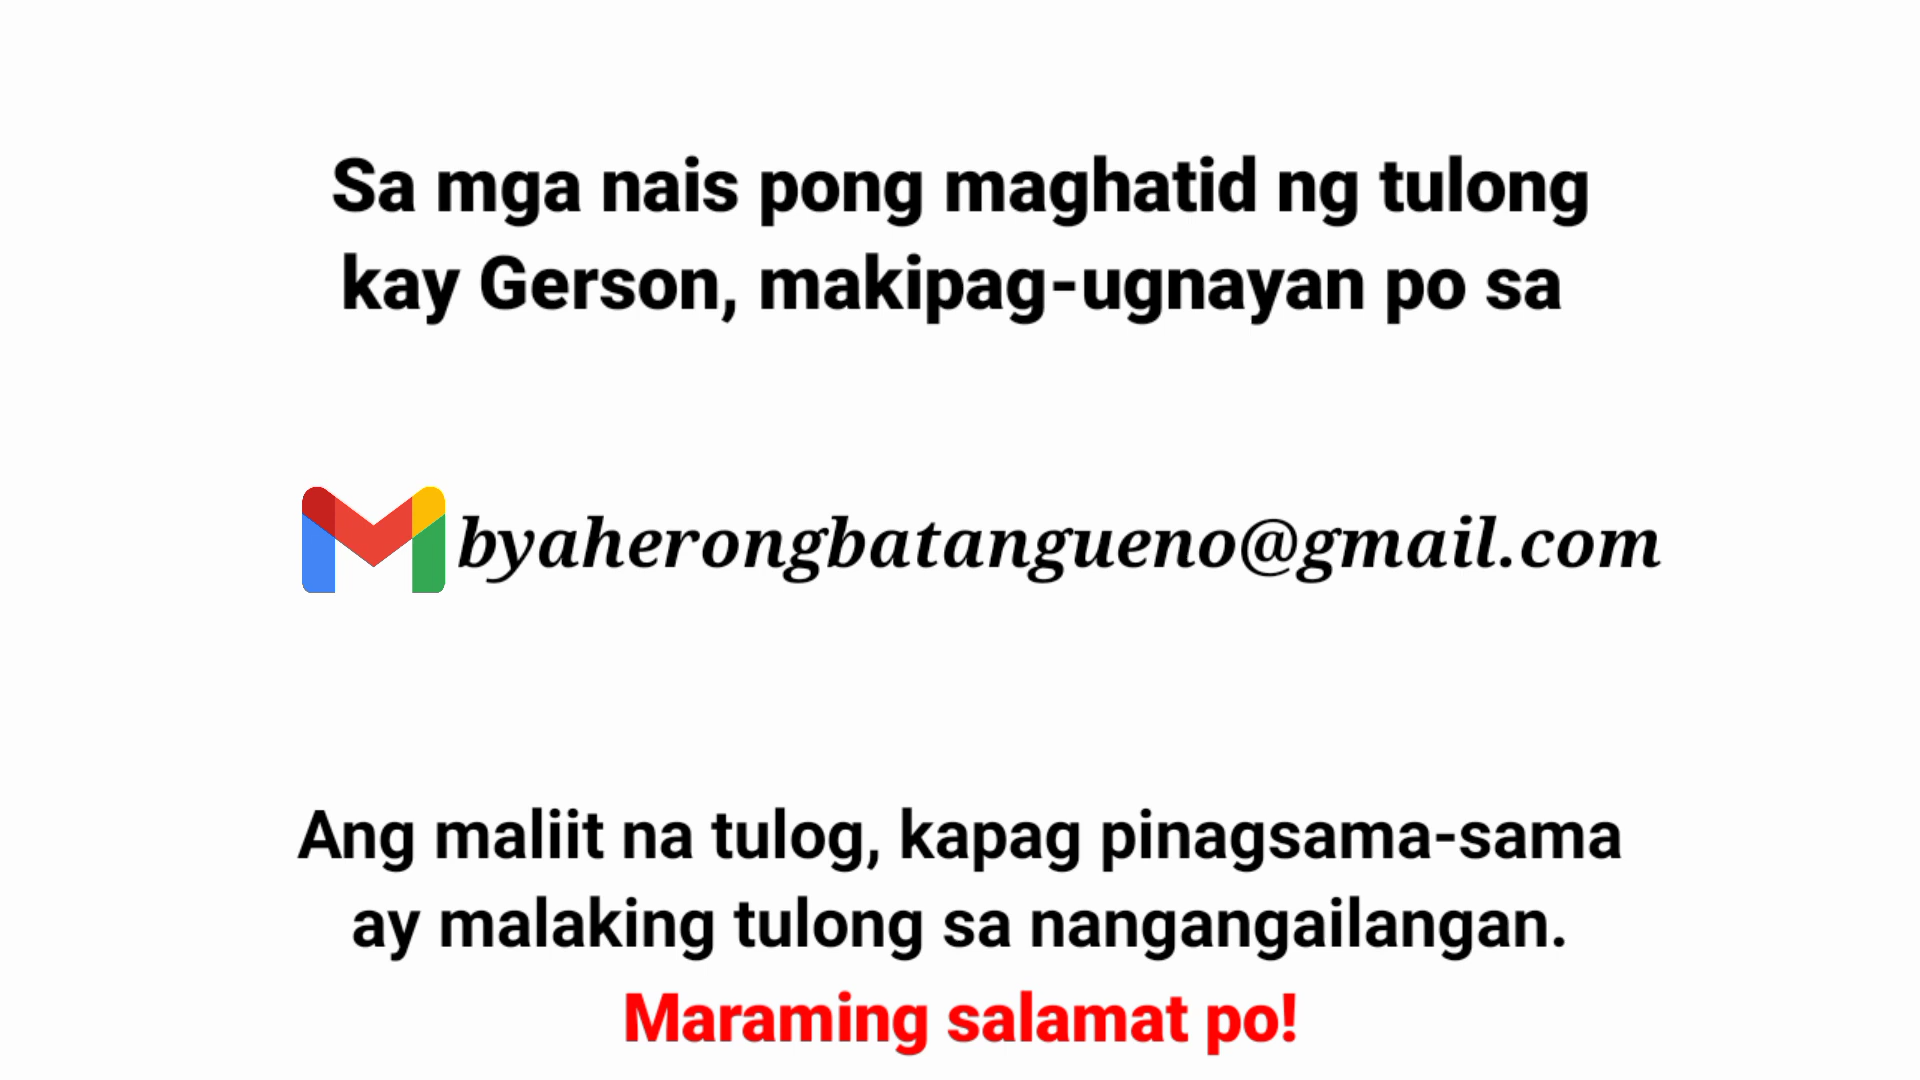 Sa mga nais pong maghatid ng tulong
kay Gerson, makipag-ugnayan po sa
byaherongbatangueno@gmail.com
Ang maliit na tulog, kapag pinagsama-sama
ay malaking tulong sa nangangailangan.
Maraming salamat po!